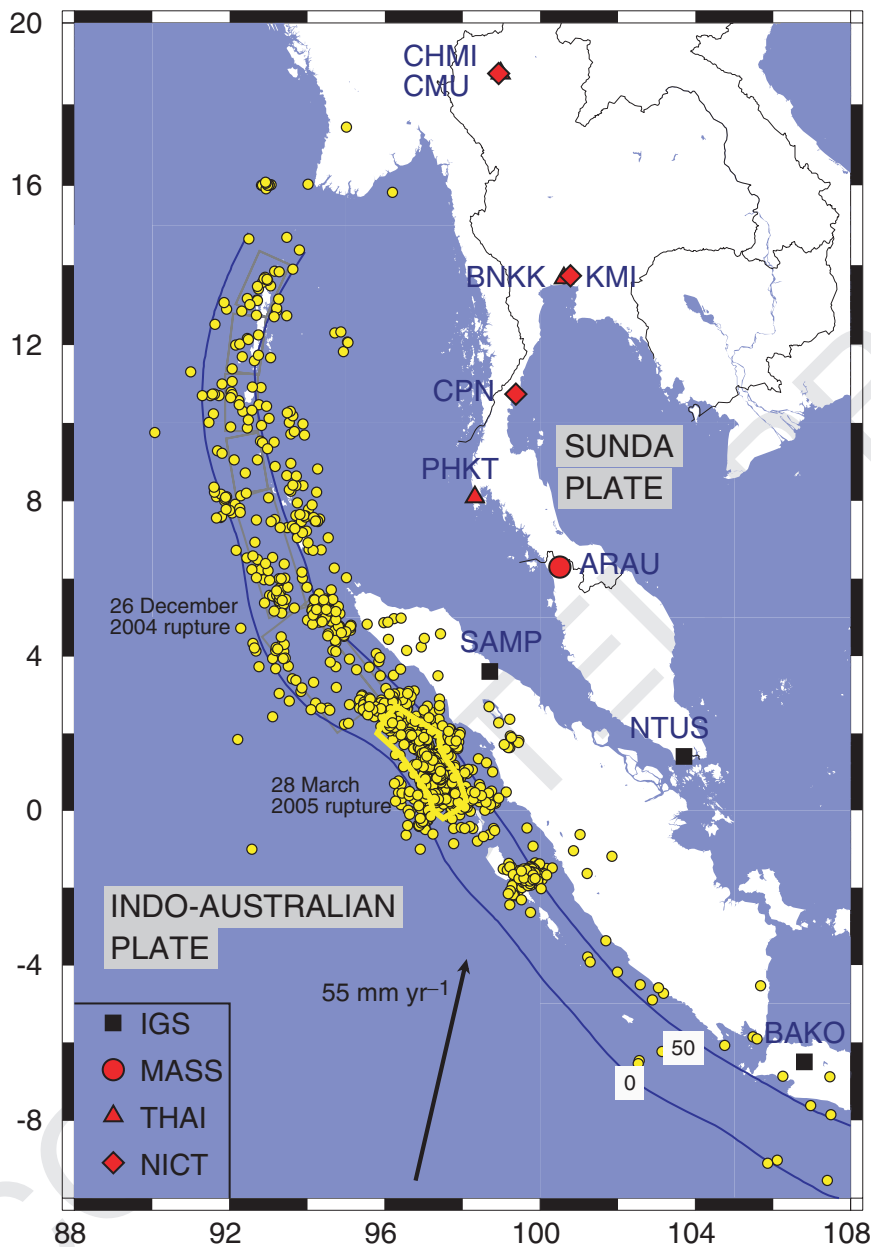 20
16
12
8
4
0
-4
-8
88
92
96
100
104
108
CHMI
CMU
BNKK
KMI
CPN
SUNDA
PLATE
PHKT
ARAU
26 December
2004 rupture
SAMP
NTUS
28 March
2005 rupture
INDO-AUSTRALIAN
PLATE
55 mm yr⁻¹
BAKO
50
0
IGS
MASS
THAI
NICT